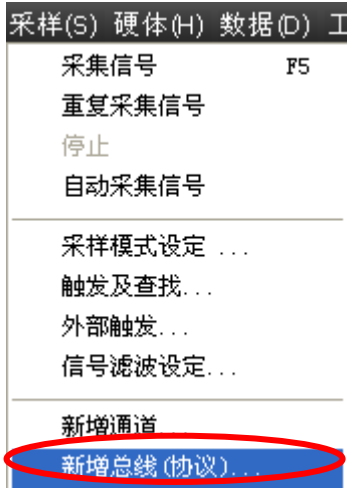 采样(S) 硬体(H) 数据(D) 工
采集信号 F5
重复采集信号
停止
自动采集信号
采样模式设定 ...
触发及查找...
外部触发...
信号滤波设定...
新增通道...
新增总线(协议)...